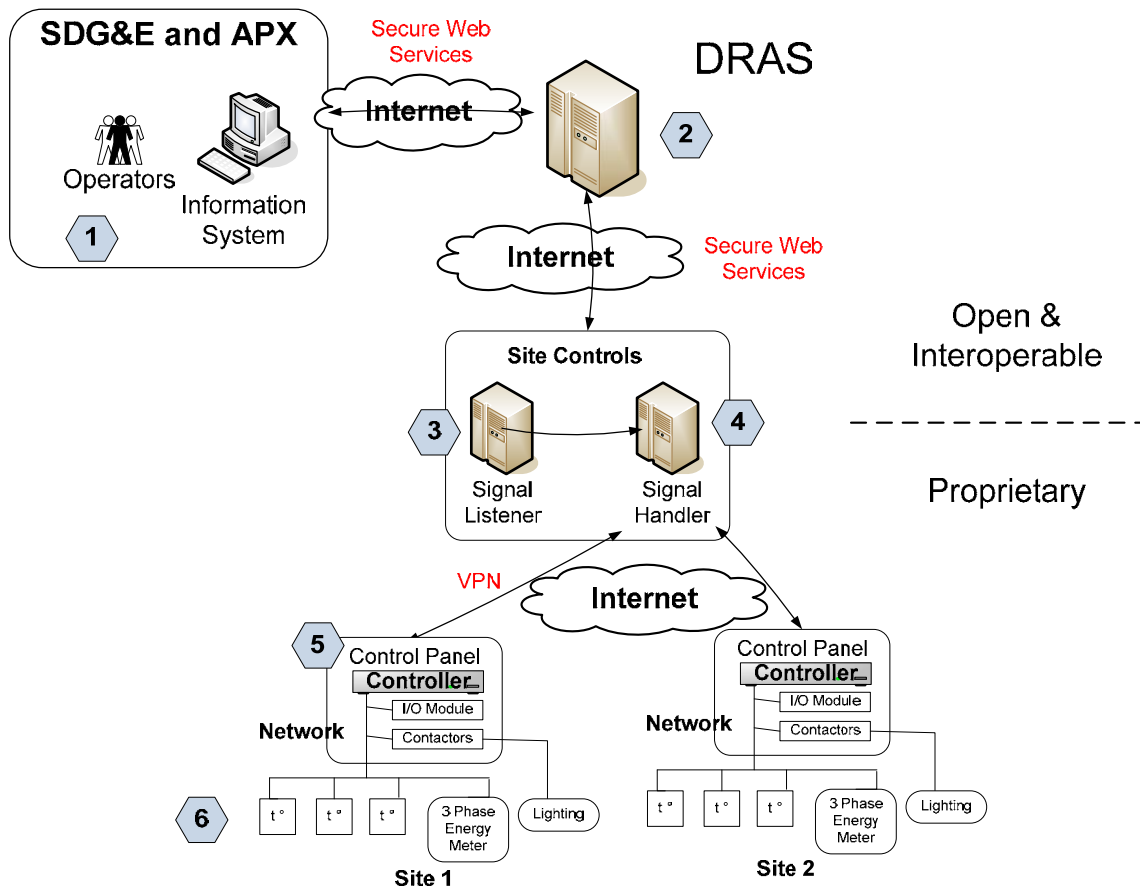 SDG&E and APX
Operators
Information
System
1
Secure Web
Services
Internet
DRAS
2
Internet
Secure Web
Services
Open &
Interoperable
Proprietary
Site Controls
3
4
Signal
Listener
Signal
Handler
VPN
Internet
5
Control Panel
Controller
I/O Module
Network
Contactors
6
t°
t°
t°
3 Phase
Energy
Meter
Lighting
Site 1
Control Panel
Controller
I/O Module
Network
Contactors
t°
t°
t°
3 Phase
Energy
Meter
Lighting
Site 2